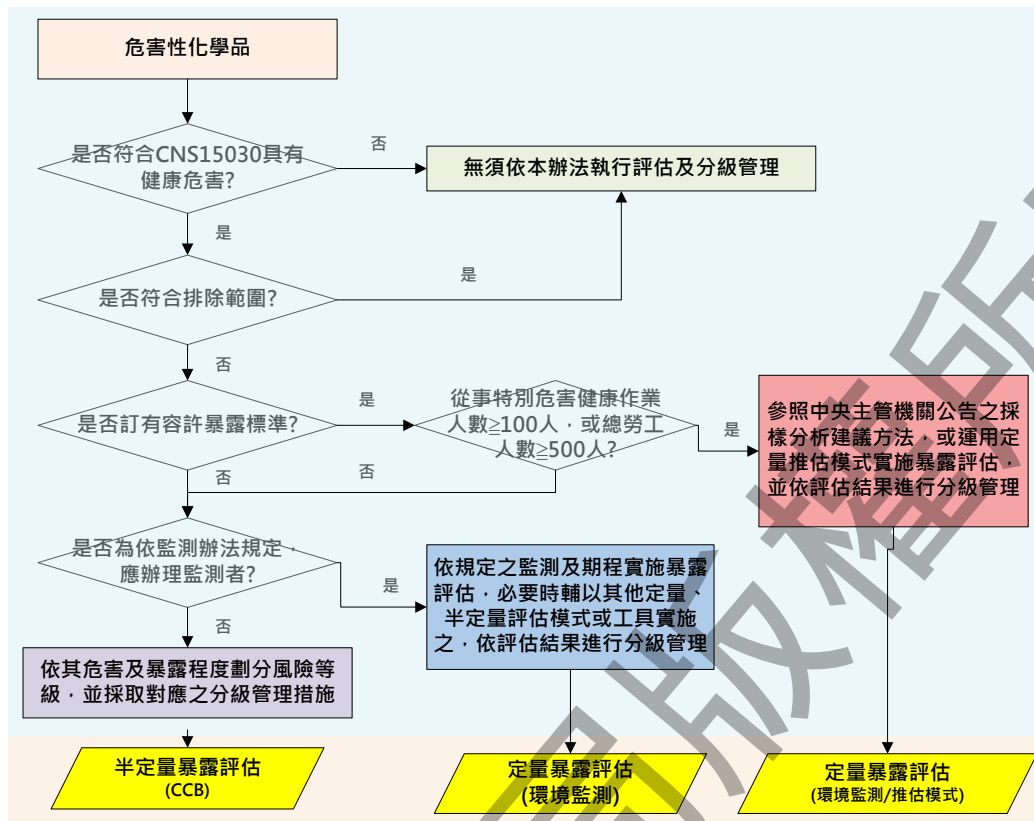 危害性化學品
是否符合CNS15030具有
健康危害?
否
無須依本辦法執行評估及分級管理
是
是
是否符合排除範圍?
否
是否訂有容許暴露標準?
是
從事特別危害健康作業
人數≧100人，或總勞工
人數≧500人?
是
參照中央主管機關公告之採
樣分析建議方法，或運用定
量推估模式實施暴露評估，
並依評估結果進行分級管理
否
否
是否為依監測辦法規定，
應辦理監測者?
是
依規定之監測及期程實施暴露
評估，必要時輔以其他定量、
半定量評估模式或工具實施
之，依評估結果進行分級管理
否
依其危害及暴露程度劃分風險等
級，並採取對應之分級管理措施
半定量暴露評估
(CCB)
定量暴露評估
(環境監測)
定量暴露評估
(環境監測/推估模式)
局版權所